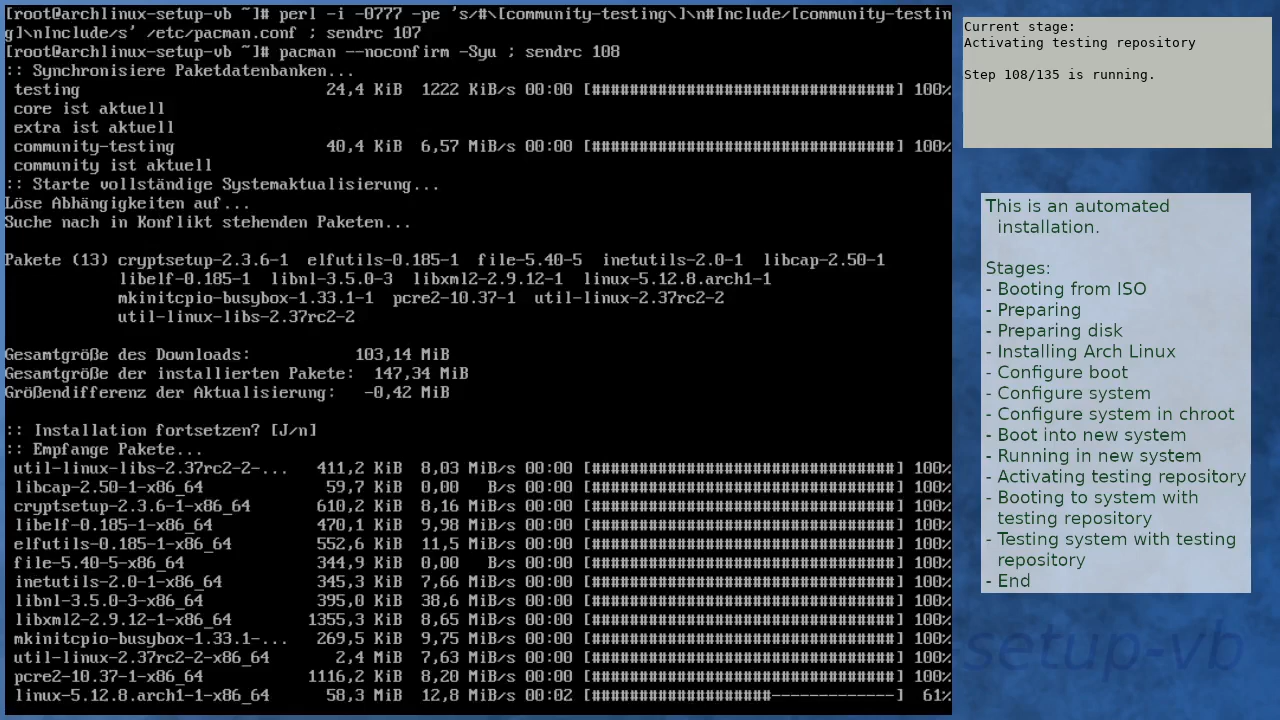 [root@archlinux-setup-vb ~]# perl -i -0777 -pe 's/#\[community-testing\]\n#Include/[community-testin
g]\nInclude/s' /etc/pacman.conf ; sendrc 107
[root@archlinux-setup-vb ~]# pacman --noconfirm -Syu ; sendrc 108
:: Synchronisiere Paketdatenbanken...
testing 24,4 KiB 1222 KiB/s 00:00 [################################] 100%
core ist aktuell
extra ist aktuell
community-testing 40,4 KiB 6,57 MiB/s 00:00 [################################] 100%
community ist aktuell
:: Starte vollständige Systemaktualisierung...
Löse Abhängigkeiten auf...
Suche nach in Konflikt stehenden Paketen...
Pakete (13) cryptsetup-2.3.6-1 elfutils-0.185-1 file-5.40-5 inetutils-2.0-1 libcap-2.50-1
libelf-0.185-1 libnl-3.5.0-3 libxml2-2.9.12-1 linux-5.12.8.arch1-1
mkinitcpio-busybox-1.33.1-1 pcre2-10.37-1 util-linux-2.37rc2-2
util-linux-libs-2.37rc2-2
Gesamtgröße des Downloads: 103,14 MiB
Gesamtgröße der installierten Pakete: 147,34 MiB
Größendifferenz der Aktualisierung: -0,42 MiB
:: Installation fortsetzen? [J/n]
:: Empfange Pakete...
util-linux-libs-2.37rc2-2-... 411,2 KiB 8,03 MiB/s 00:00 [################################] 100%
libcap-2.50-1-x86_64 59,7 KiB 0,00 B/s 00:00 [################################] 100%
cryptsetup-2.3.6-1-x86_64 610,2 KiB 8,16 MiB/s 00:00 [################################] 100%
libelf-0.185-1-x86_64 470,1 KiB 9,98 MiB/s 00:00 [################################] 100%
elfutils-0.185-1-x86_64 552,6 KiB 11,5 MiB/s 00:00 [################################] 100%
file-5.40-5-x86_64 344,9 KiB 0,00 B/s 00:00 [################################] 100%
inetutils-2.0-1-x86_64 345,3 KiB 7,66 MiB/s 00:00 [################################] 100%
libnl-3.5.0-3-x86_64 395,0 KiB 38,6 MiB/s 00:00 [################################] 100%
libxml2-2.9.12-1-x86_64 1355,3 KiB 8,65 MiB/s 00:00 [################################] 100%
mkinitcpio-busybox-1.33.1-... 269,5 KiB 9,75 MiB/s 00:00 [################################] 100%
util-linux-2.37rc2-2-x86_64 2,4 MiB 7,63 MiB/s 00:00 [################################] 100%
pcre2-10.37-1-x86_64 1116,2 KiB 8,20 MiB/s 00:00 [################################] 100%
linux-5.12.8.arch1-1-x86_64 58,3 MiB 12,8 MiB/s 00:02 [###################-------------] 61%
Current stage:
Activating testing repository
Step 108/135 is running.
This is an automated
installation.
Stages:
- Booting from ISO
- Preparing
- Preparing disk
- Installing Arch Linux
- Configure boot
- Configure system
- Configure system in chroot
- Boot into new system
- Running in new system
- Activating testing repository
- Booting to system with
testing repository
- Testing system with testing
repository
- End
setup-vb